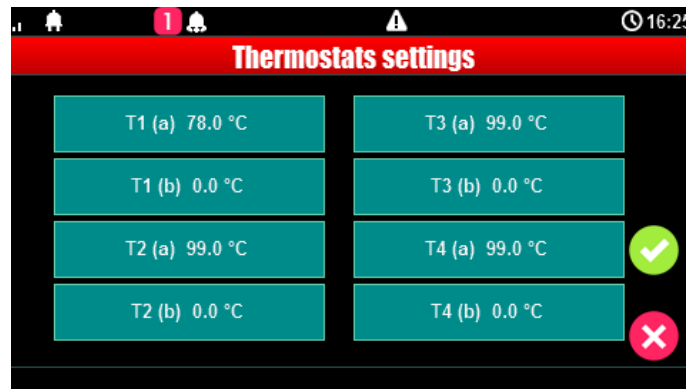 1 16:25
Thermostats settings
T1 (a) 78.0 °C
T3 (a) 99.0 °C
T1 (b) 0.0 °C
T3 (b) 0.0 °C
T2 (a) 99.0 °C
T4 (a) 99.0 °C
T2 (b) 0.0 °C
T4 (b) 0.0 °C